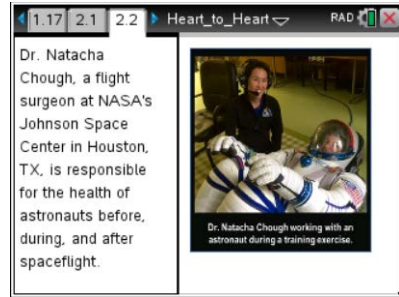 1.17 2.1 2.2 Heart_to_Heart RAD
Dr. Natacha
Chough, a flight
surgeon at NASA's
Johnson Space
Center in Houston,
TX, is responsible
for the health of
astronauts before,
during, and after
spaceflight.
Dr. Natacha Chough working with an
astronaut during a training exercise.